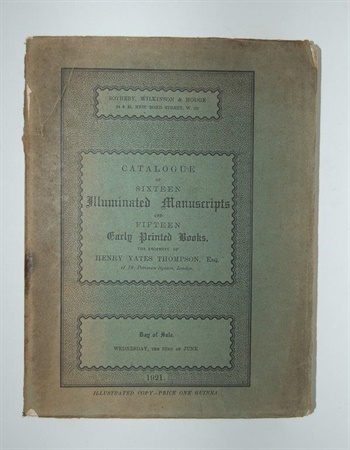 SOTHEBY, WILKINSON & HODGE
34 & 35, NEW BOND STREET, W. (1)
CATALOGUE
OF
SIXTEEN
Illuminated Manuscripts
AND
FIFTEEN
Early Printed Books,
THE PROPERTY OF
HENRY YATES THOMPSON, Esq.
of 19, Portman Square, London.
Day of Sale.
WEDNESDAY, THE 22ND OF JUNE.
1921
ILLUSTRATED COPY—PRICE ONE GUINEA